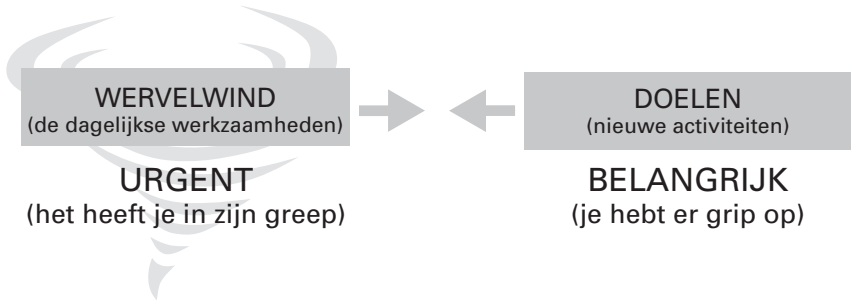 WERVELWIND
(de dagelijkse werkzaamheden)
URGENT
(het heeft je in zijn greep)
DOELEN
(nieuwe activiteiten)
BELANGRIJK
(je hebt er grip op)